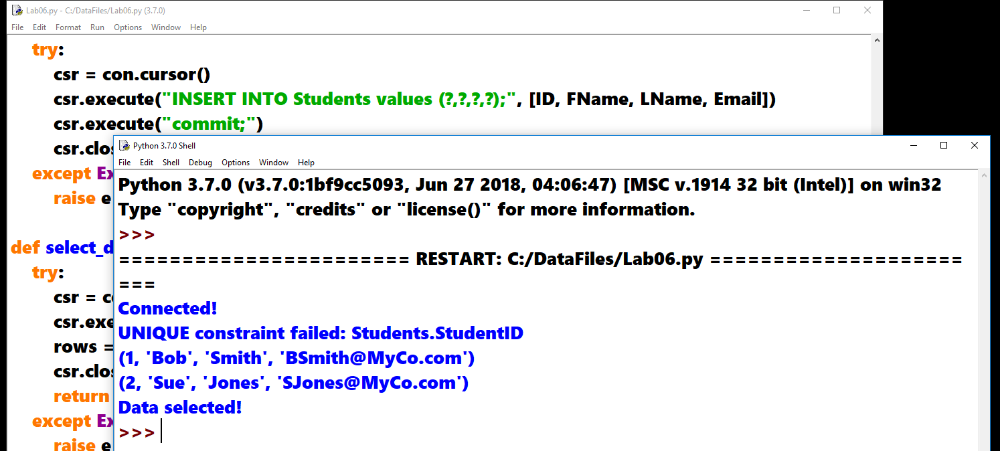 Lab06.py - C:/DataFiles/Lab06.py (3.7.0)
File Edit Format Run Options Window Help
try:
csr = con.cursor()
csr.execute("INSERT INTO Students values (?,?,?,?);", [ID, FName, LName, Email])
csr.execute("commit;")
csr.clos
except Ex
raise e
def select_d
try:
csr = co
csr.exe
rows =
csr.clos
return
except Ex
raise e
Python 3.7.0 Shell
File Edit Shell Debug Options Window Help
Python 3.7.0 (v3.7.0:1bf9cc5093, Jun 27 2018, 04:06:47) [MSC v.1914 32 bit (Intel)] on win32
Type "copyright", "credits" or "license()" for more information.
>>>
======================= RESTART: C:/DataFiles/Lab06.py ====================
===
Connected!
UNIQUE constraint failed: Students.StudentID
(1, 'Bob', 'Smith', 'BSmith@MyCo.com')
(2, 'Sue', 'Jones', 'SJones@MyCo.com')
Data selected!
>>>